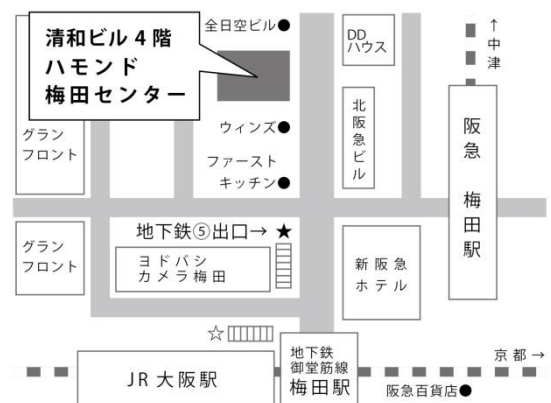 清和ビル4階
ハモンド
梅田センター
全日空ビル●
DD
ハウス
↑
中津
グラン
フロント
ウィンズ●
ファースト
キッチン●
北阪急ビル
阪急 梅田駅
地下鉄⑤出口→ ★
グラン
フロント
ヨドバシ
カメラ梅田
新阪急
ホテル
☆
地下鉄
御堂筋線
梅田駅
京都→
JR大阪駅
阪急百貨店●